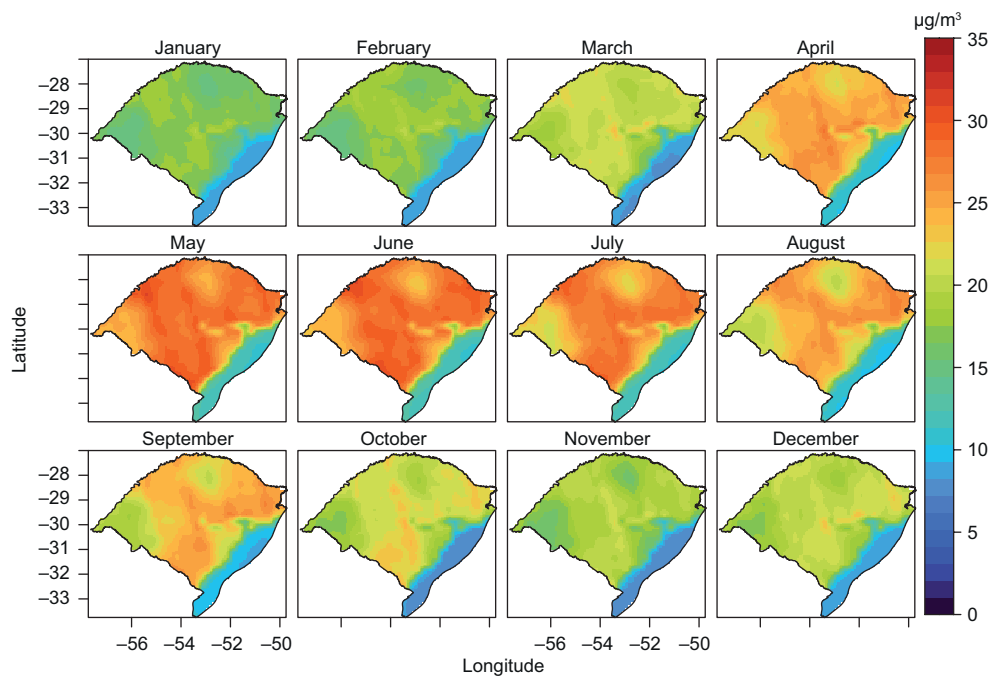 µg/m³
January February March April
−28
−29
−30
−31
−32
−33
May June July August
Latitude
September October November December
−28
−29
−30
−31
−32
−33
−56 −54 −52 −50 −56 −54 −52 −50
Longitude
35
30
25
20
15
10
5
0